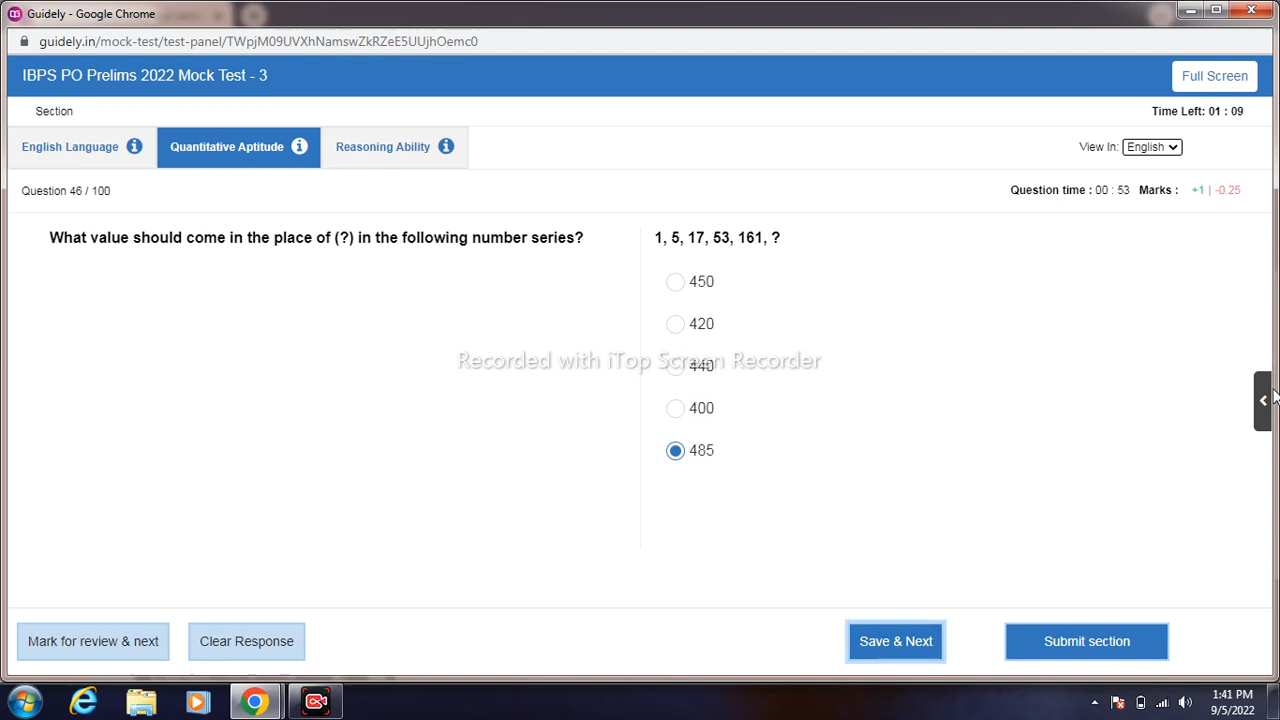 Guidely - Google Chrome
guidely.in/mock-test/test-panel/TWpjM09UVXhNamswZkRZeE5UUjhOemc0
IBPS PO Prelims 2022 Mock Test - 3
Full Screen
Section
Time Left: 01 : 09
English Language
Quantitative Aptitude
Reasoning Ability
View In: English
Question 46 / 100
Question time : 00 : 53 Marks : +1 | -0.25
What value should come in the place of (?) in the following number series?
1, 5, 17, 53, 161, ?
450
420
Recorded with iTop Screen Recorder
440
400
485
Mark for review & next
Clear Response
Save & Next
Submit section
1:41 PM
9/5/2022